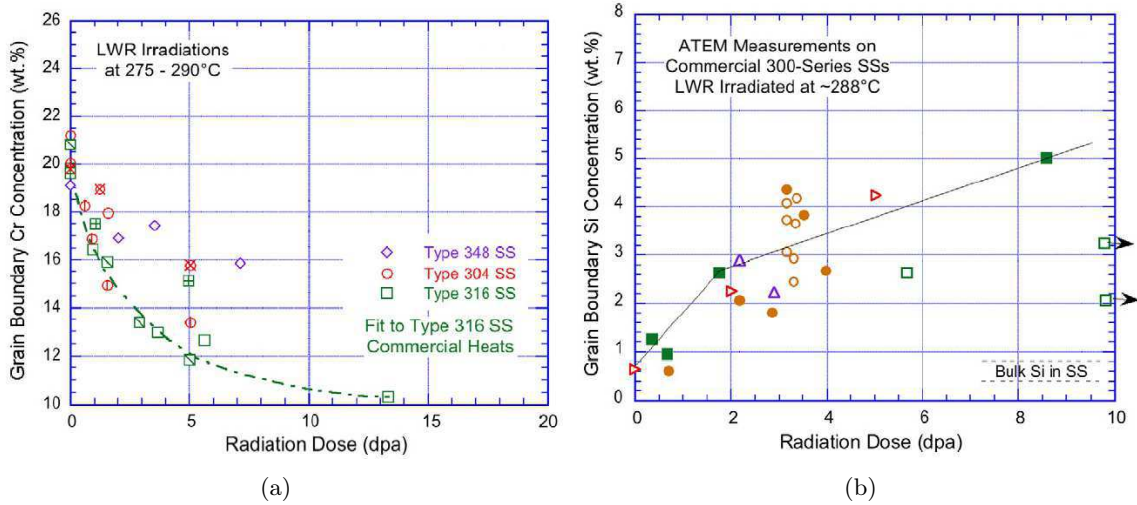 Grain Boundary Cr Concentration (wt.%)
26
24
22
20
18
16
14
12
10
LWR Irradiations
at 275 - 290°C
Type 348 SS
Type 304 SS
Type 316 SS
Fit to Type 316 SS
Commercial Heats
0
5
10
15
20
Radiation Dose (dpa)
(a)
Grain Boundary Si Concentration (wt.%)
8
7
6
5
4
3
2
1
0
ATEM Measurements on
Commercial 300-Series SSs
LWR Irradiated at ~288°C
Bulk Si in SS
0
2
4
6
8
10
Radiation Dose (dpa)
(b)